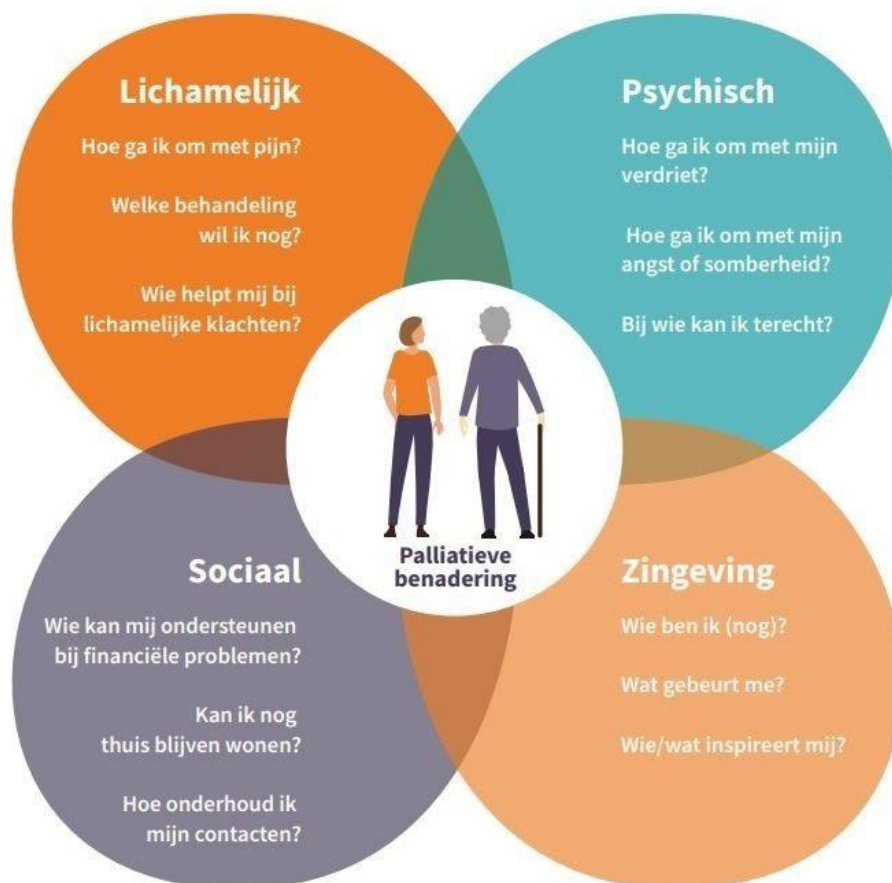 Lichamelijk
Hoe ga ik om met pijn?
Welke behandeling
wil ik nog?
Wie helpt mij bij
lichamelijke klachten?
Psychisch
Hoe ga ik om met mijn
verdriet?
Hoe ga ik om met mijn
angst of somberheid?
Bij wie kan ik terecht?
Palliatieve
benadering
Sociaal
Wie kan mij ondersteunen
bij financiële problemen?
Kan ik nog
thuis blijven wonen?
Hoe onderhoud ik
mijn contacten?
Zingeving
Wie ben ik (nog)?
Wat gebeurt me?
Wie/wat inspireert mij?